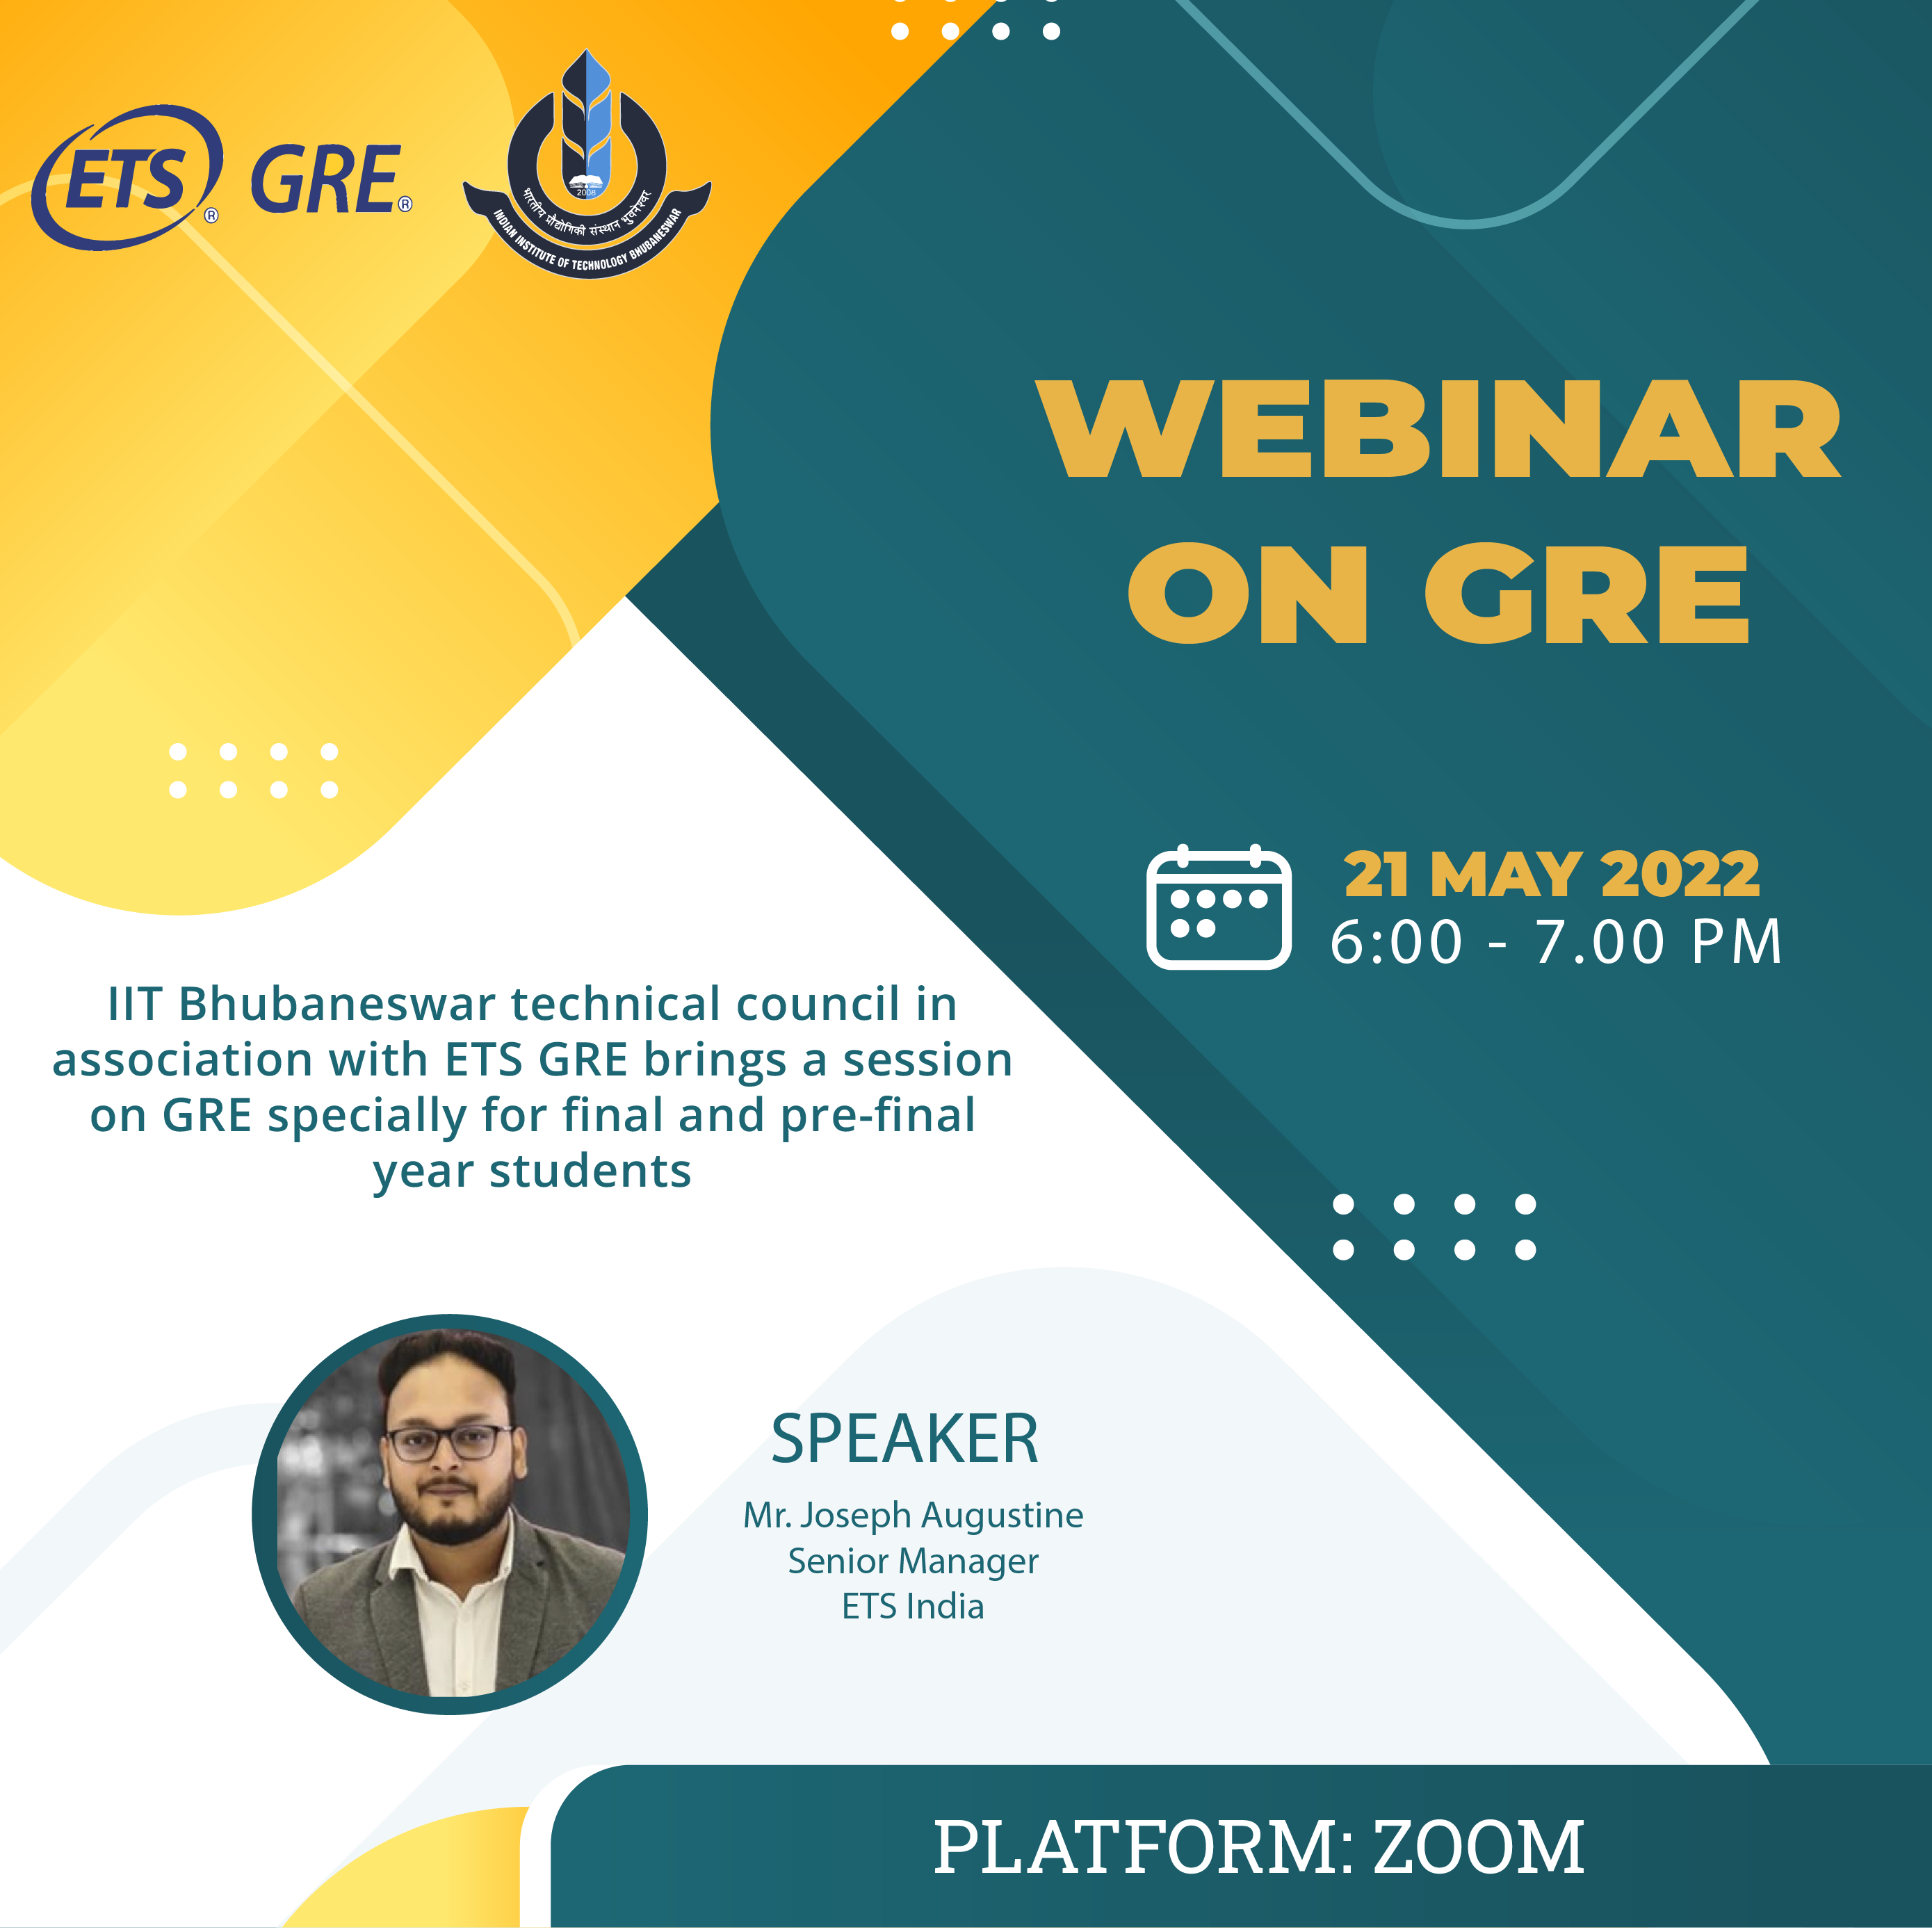 ETS ® GRE ®
2008
भारतीय प्रौद्योगिकी संस्थान भुवनेश्वर
INDIAN INSTITUTE OF TECHNOLOGY BHUBANESWAR
WEBINAR
ON GRE
21 MAY 2022
6:00 - 7.00 PM
IIT Bhubaneswar technical council in
association with ETS GRE brings a session
on GRE specially for final and pre-final
year students
SPEAKER
Mr. Joseph Augustine
Senior Manager
ETS India
PLATFORM: ZOOM